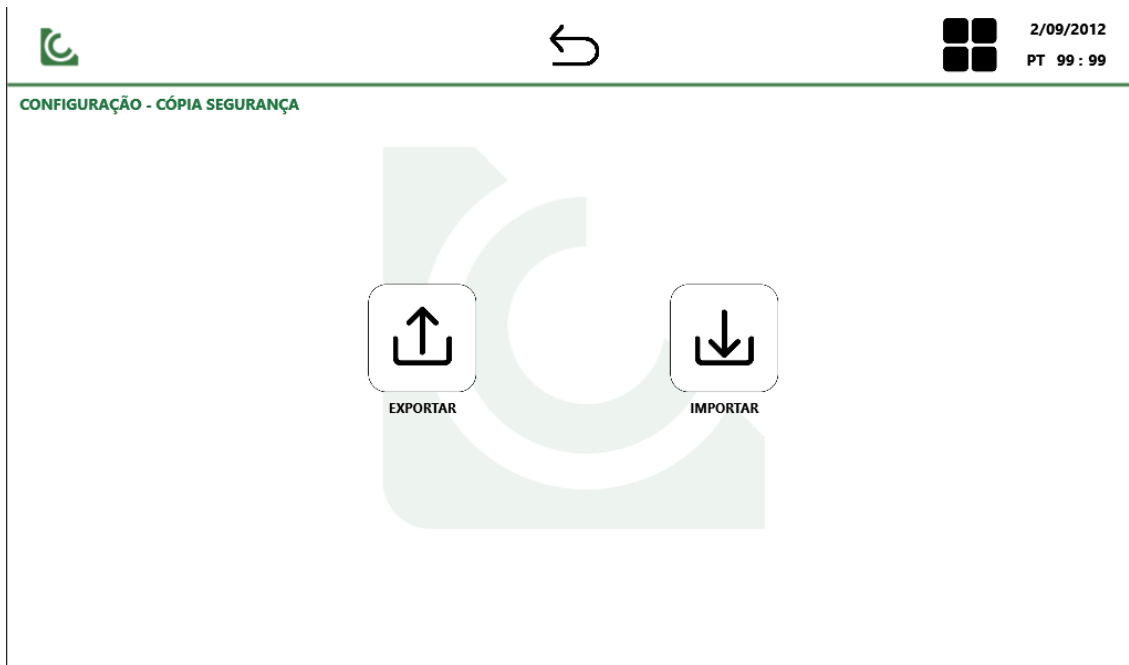 2/09/2012
PT 99 : 99
CONFIGURAÇÃO - CÓPIA SEGURANÇA
EXPORTAR
IMPORTAR